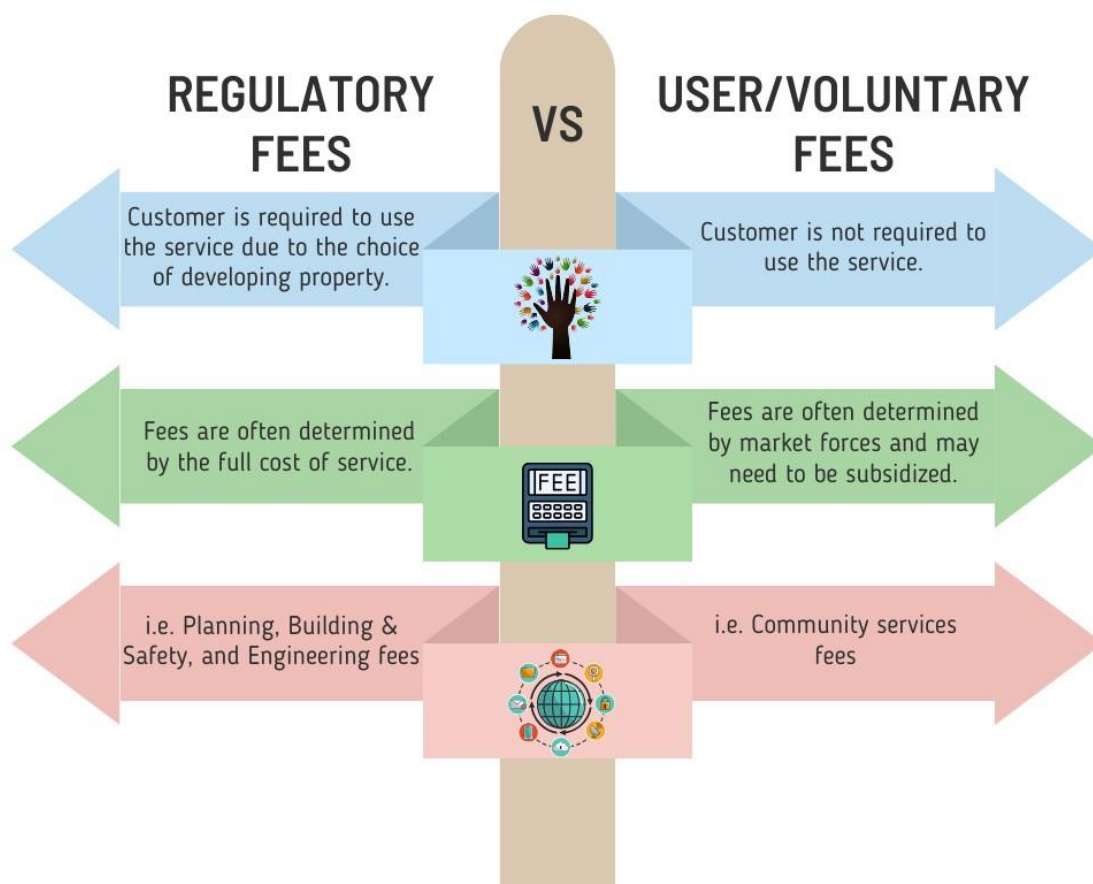 REGULATORY
FEES
VS
USER/VOLUNTARY
FEES
Customer is required to use
the service due to the choice
of developing property.
Customer is not required to
use the service.
Fees are often determined
by the full cost of service.
Fees are often determined
by market forces and may
need to be subsidized.
FEE
i.e. Planning, Building &
Safety, and Engineering fees
i.e. Community services
fees